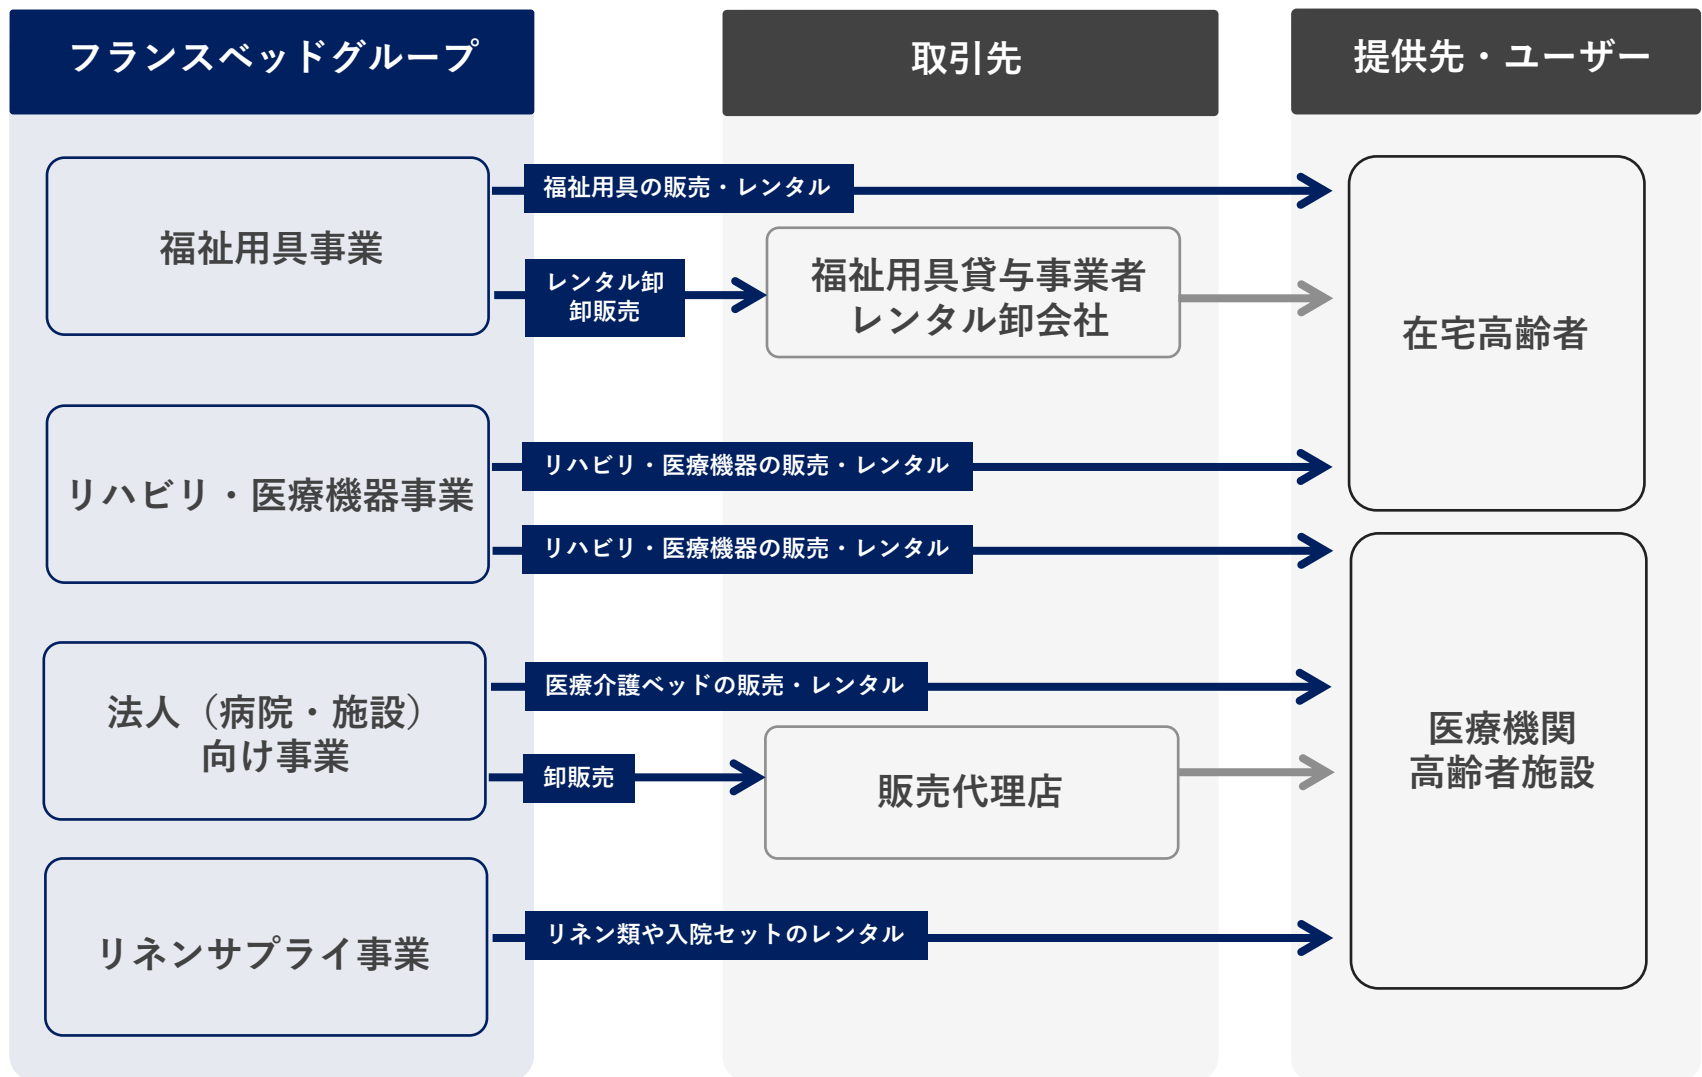 フランスベッドグループ
取引先
提供先・ユーザー
福祉用具事業
福祉用具の販売・レンタル
レンタル卸
卸販売
福祉用具貸与事業者
レンタル卸会社
在宅高齢者
リハビリ・医療機器事業
リハビリ・医療機器の販売・レンタル
リハビリ・医療機器の販売・レンタル
法人（病院・施設）
向け事業
医療介護ベッドの販売・レンタル
卸販売
販売代理店
医療機関
高齢者施設
リネンサプライ事業
リネン類や入院セットのレンタル